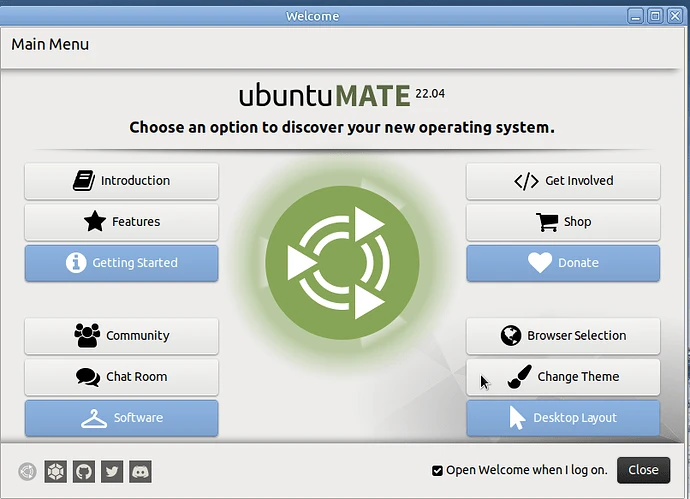 Welcome
Main Menu
ubuntuMATE 22.04
Choose an option to discover your new operating system.
Introduction
Features
Getting Started
Get Involved
Shop
Donate
Community
Chat Room
Software
Browser Selection
Change Theme
Desktop Layout
Open Welcome when I log on.
Close